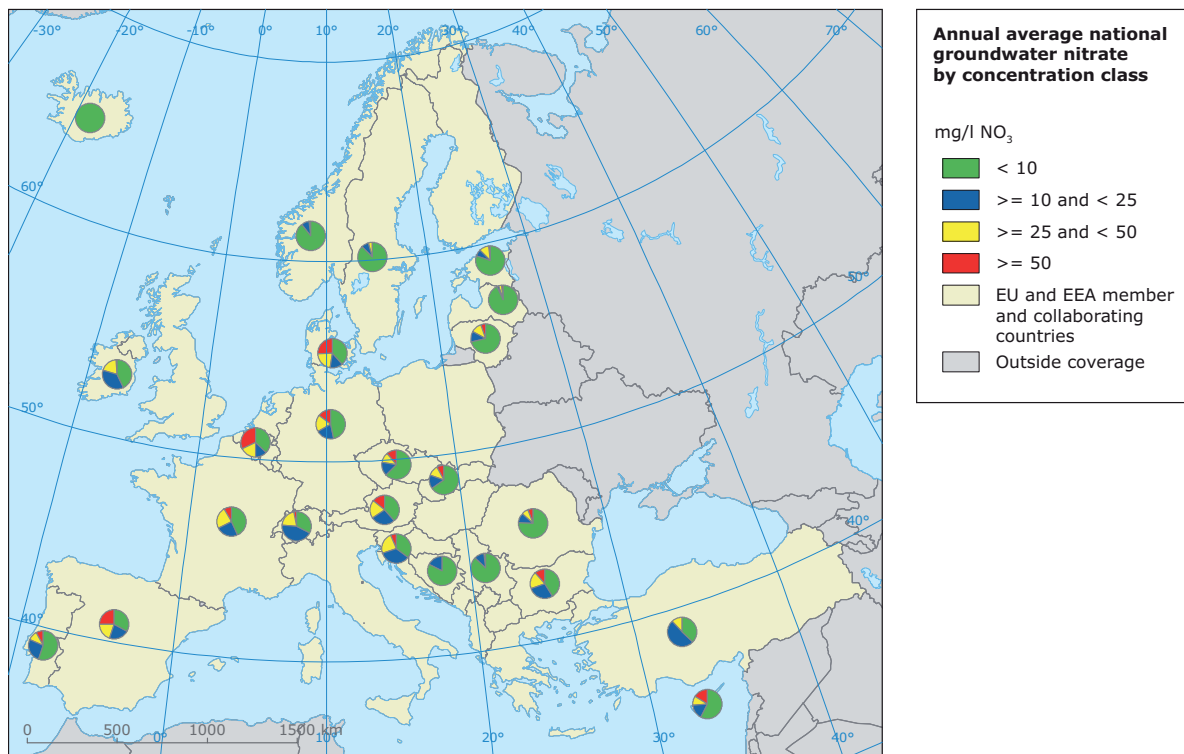 -30°
-20°
-10°
0°
10°
20°
30°
40°
50°
60°
70°
60°
50°
50°
40°
40°
0 500 1000 1500 km
0°
10°
20°
30°
40°
Annual average national
groundwater nitrate
by concentration class
mg/l NO₃
< 10
>= 10 and < 25
>= 25 and < 50
>= 50
EU and EEA member
and collaborating
countries
Outside coverage